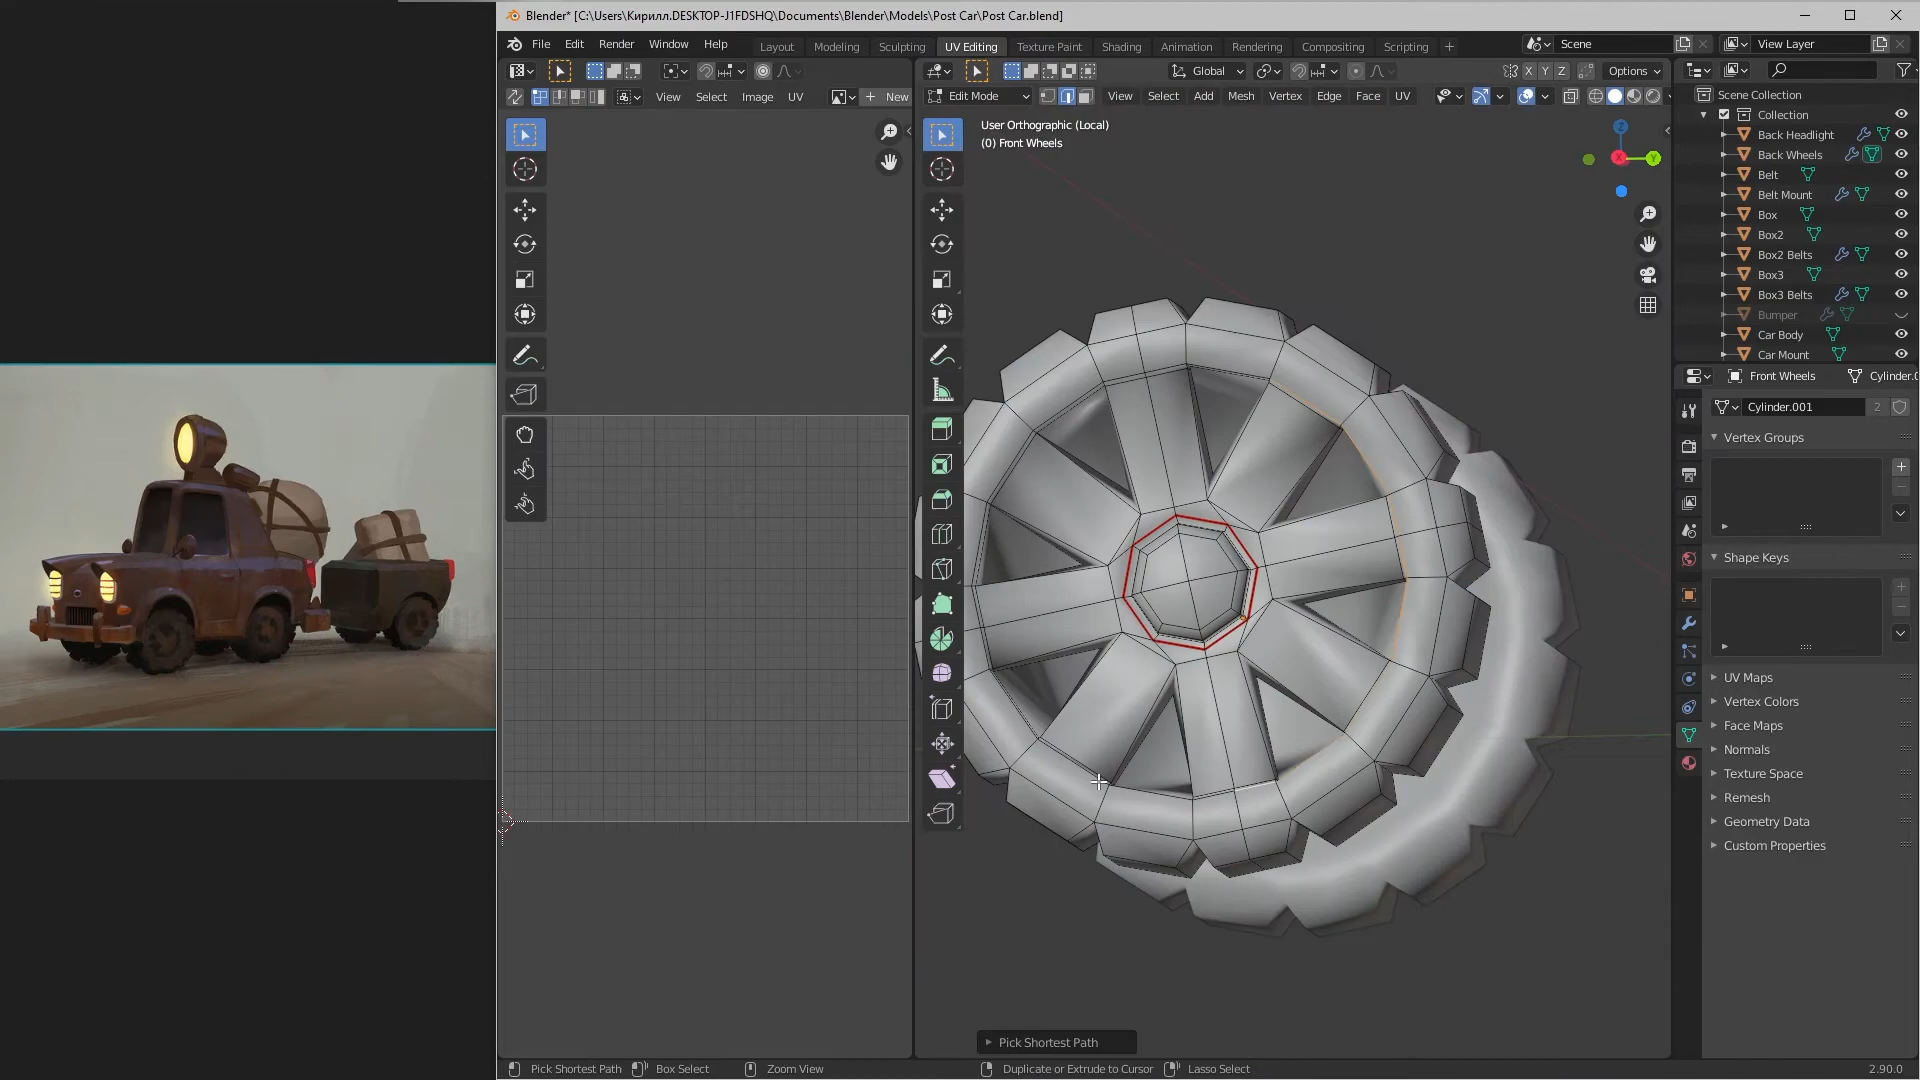 Blender* [C:\Users\Кирилл.DESKTOP-J1FDSHQ\Documents\Blender\Models\Post Car\Post Car.blend]
File Edit Render Window Help Layout Modeling Sculpting UV Editing Texture Paint Shading Animation Rendering Compositing Scripting + Scene View Layer
Global X Y Z Options
View Select Image UV + New
Edit Mode View Select Add Mesh Vertex Edge Face UV
User Orthographic (Local)
(0) Front Wheels
Z
X Y
Scene Collection
Collection
Back Headlight
Back Wheels
Belt
Belt Mount
Box
Box2
Box2 Belts
Box3
Box3 Belts
Bumper
Car Body
Car Mount
Front Wheels Cylinder.0
Cylinder.001 2
Vertex Groups
Shape Keys
UV Maps
Vertex Colors
Face Maps
Normals
Texture Space
Remesh
Geometry Data
Custom Properties
Pick Shortest Path
Pick Shortest Path Box Select Zoom View Duplicate or Extrude to Cursor Lasso Select 2.90.0